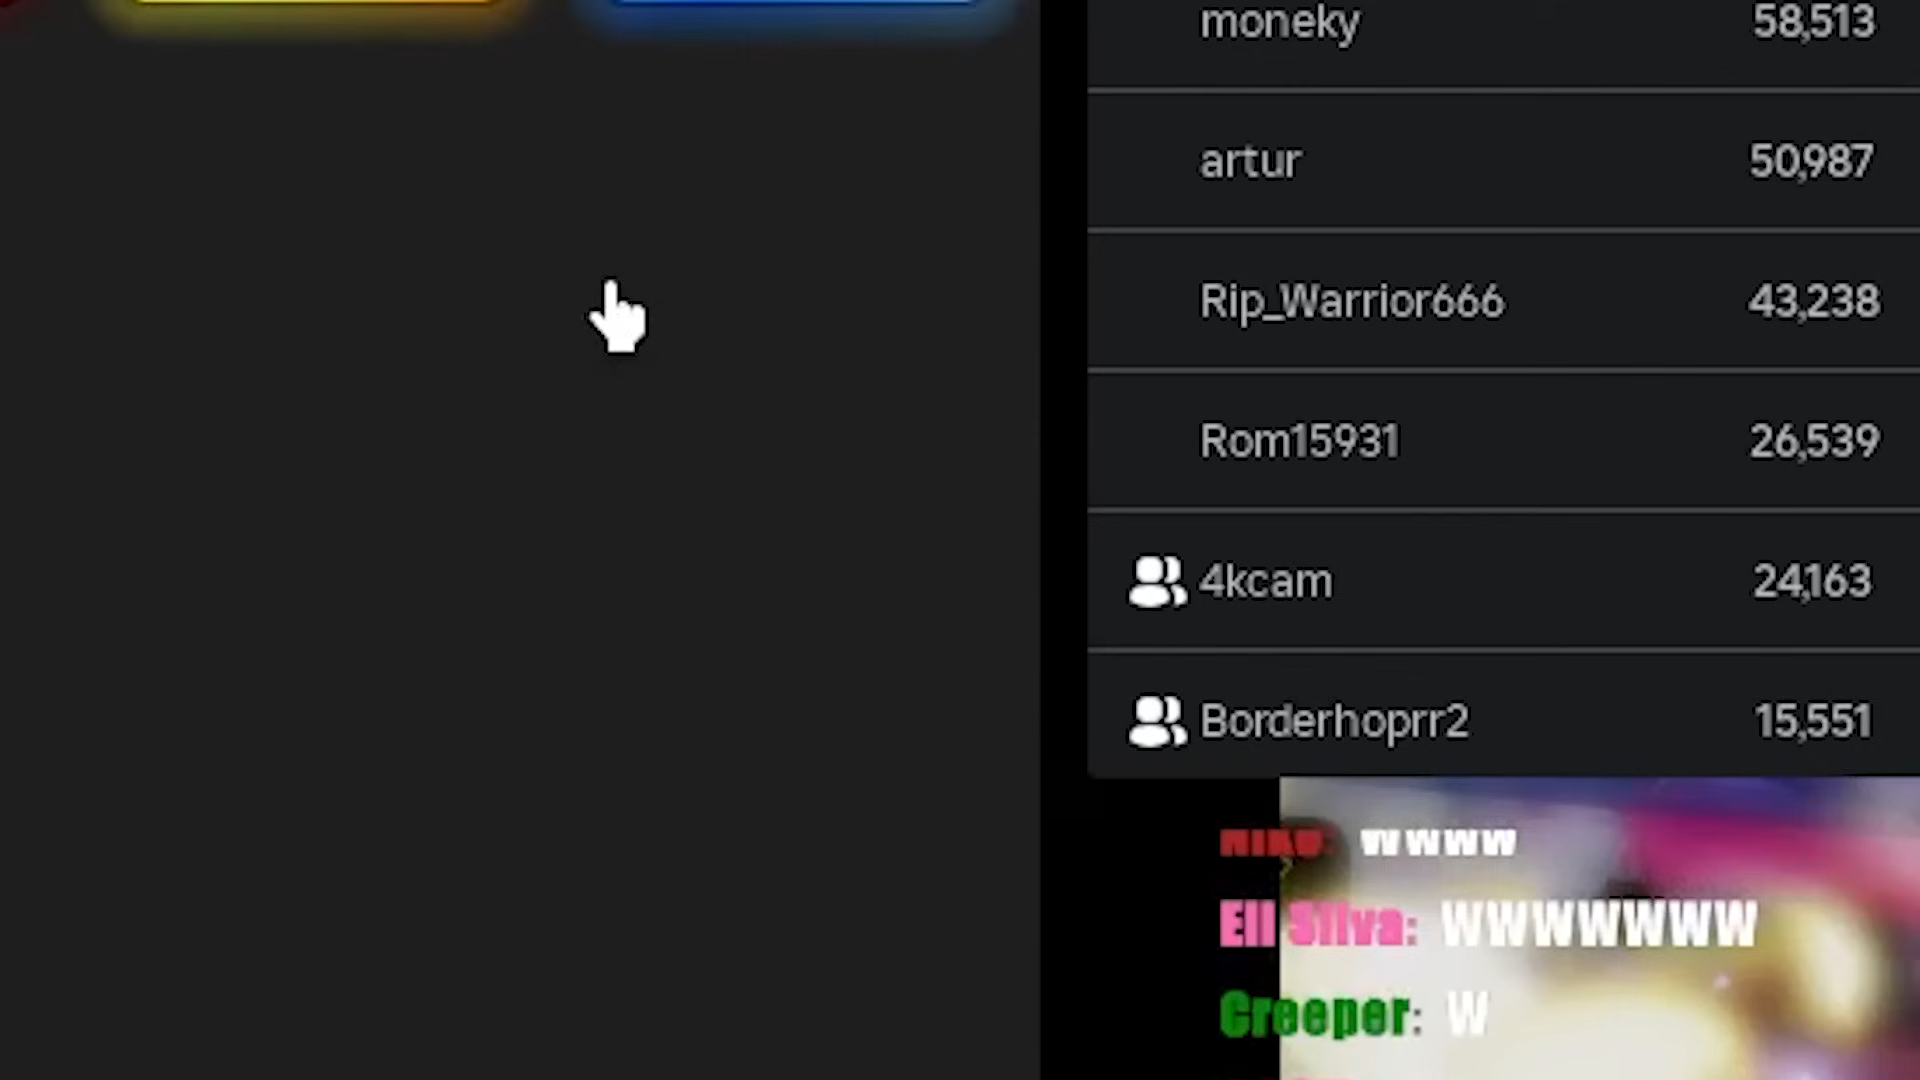 moneky 58,513
artur 50,987
Rip_Warrior666 43,238
Rom15931 26,539
4kcam 24,163
Borderhoprr2 15,551
wwww
Eli Silva: WWWWWWW
Creeper: W